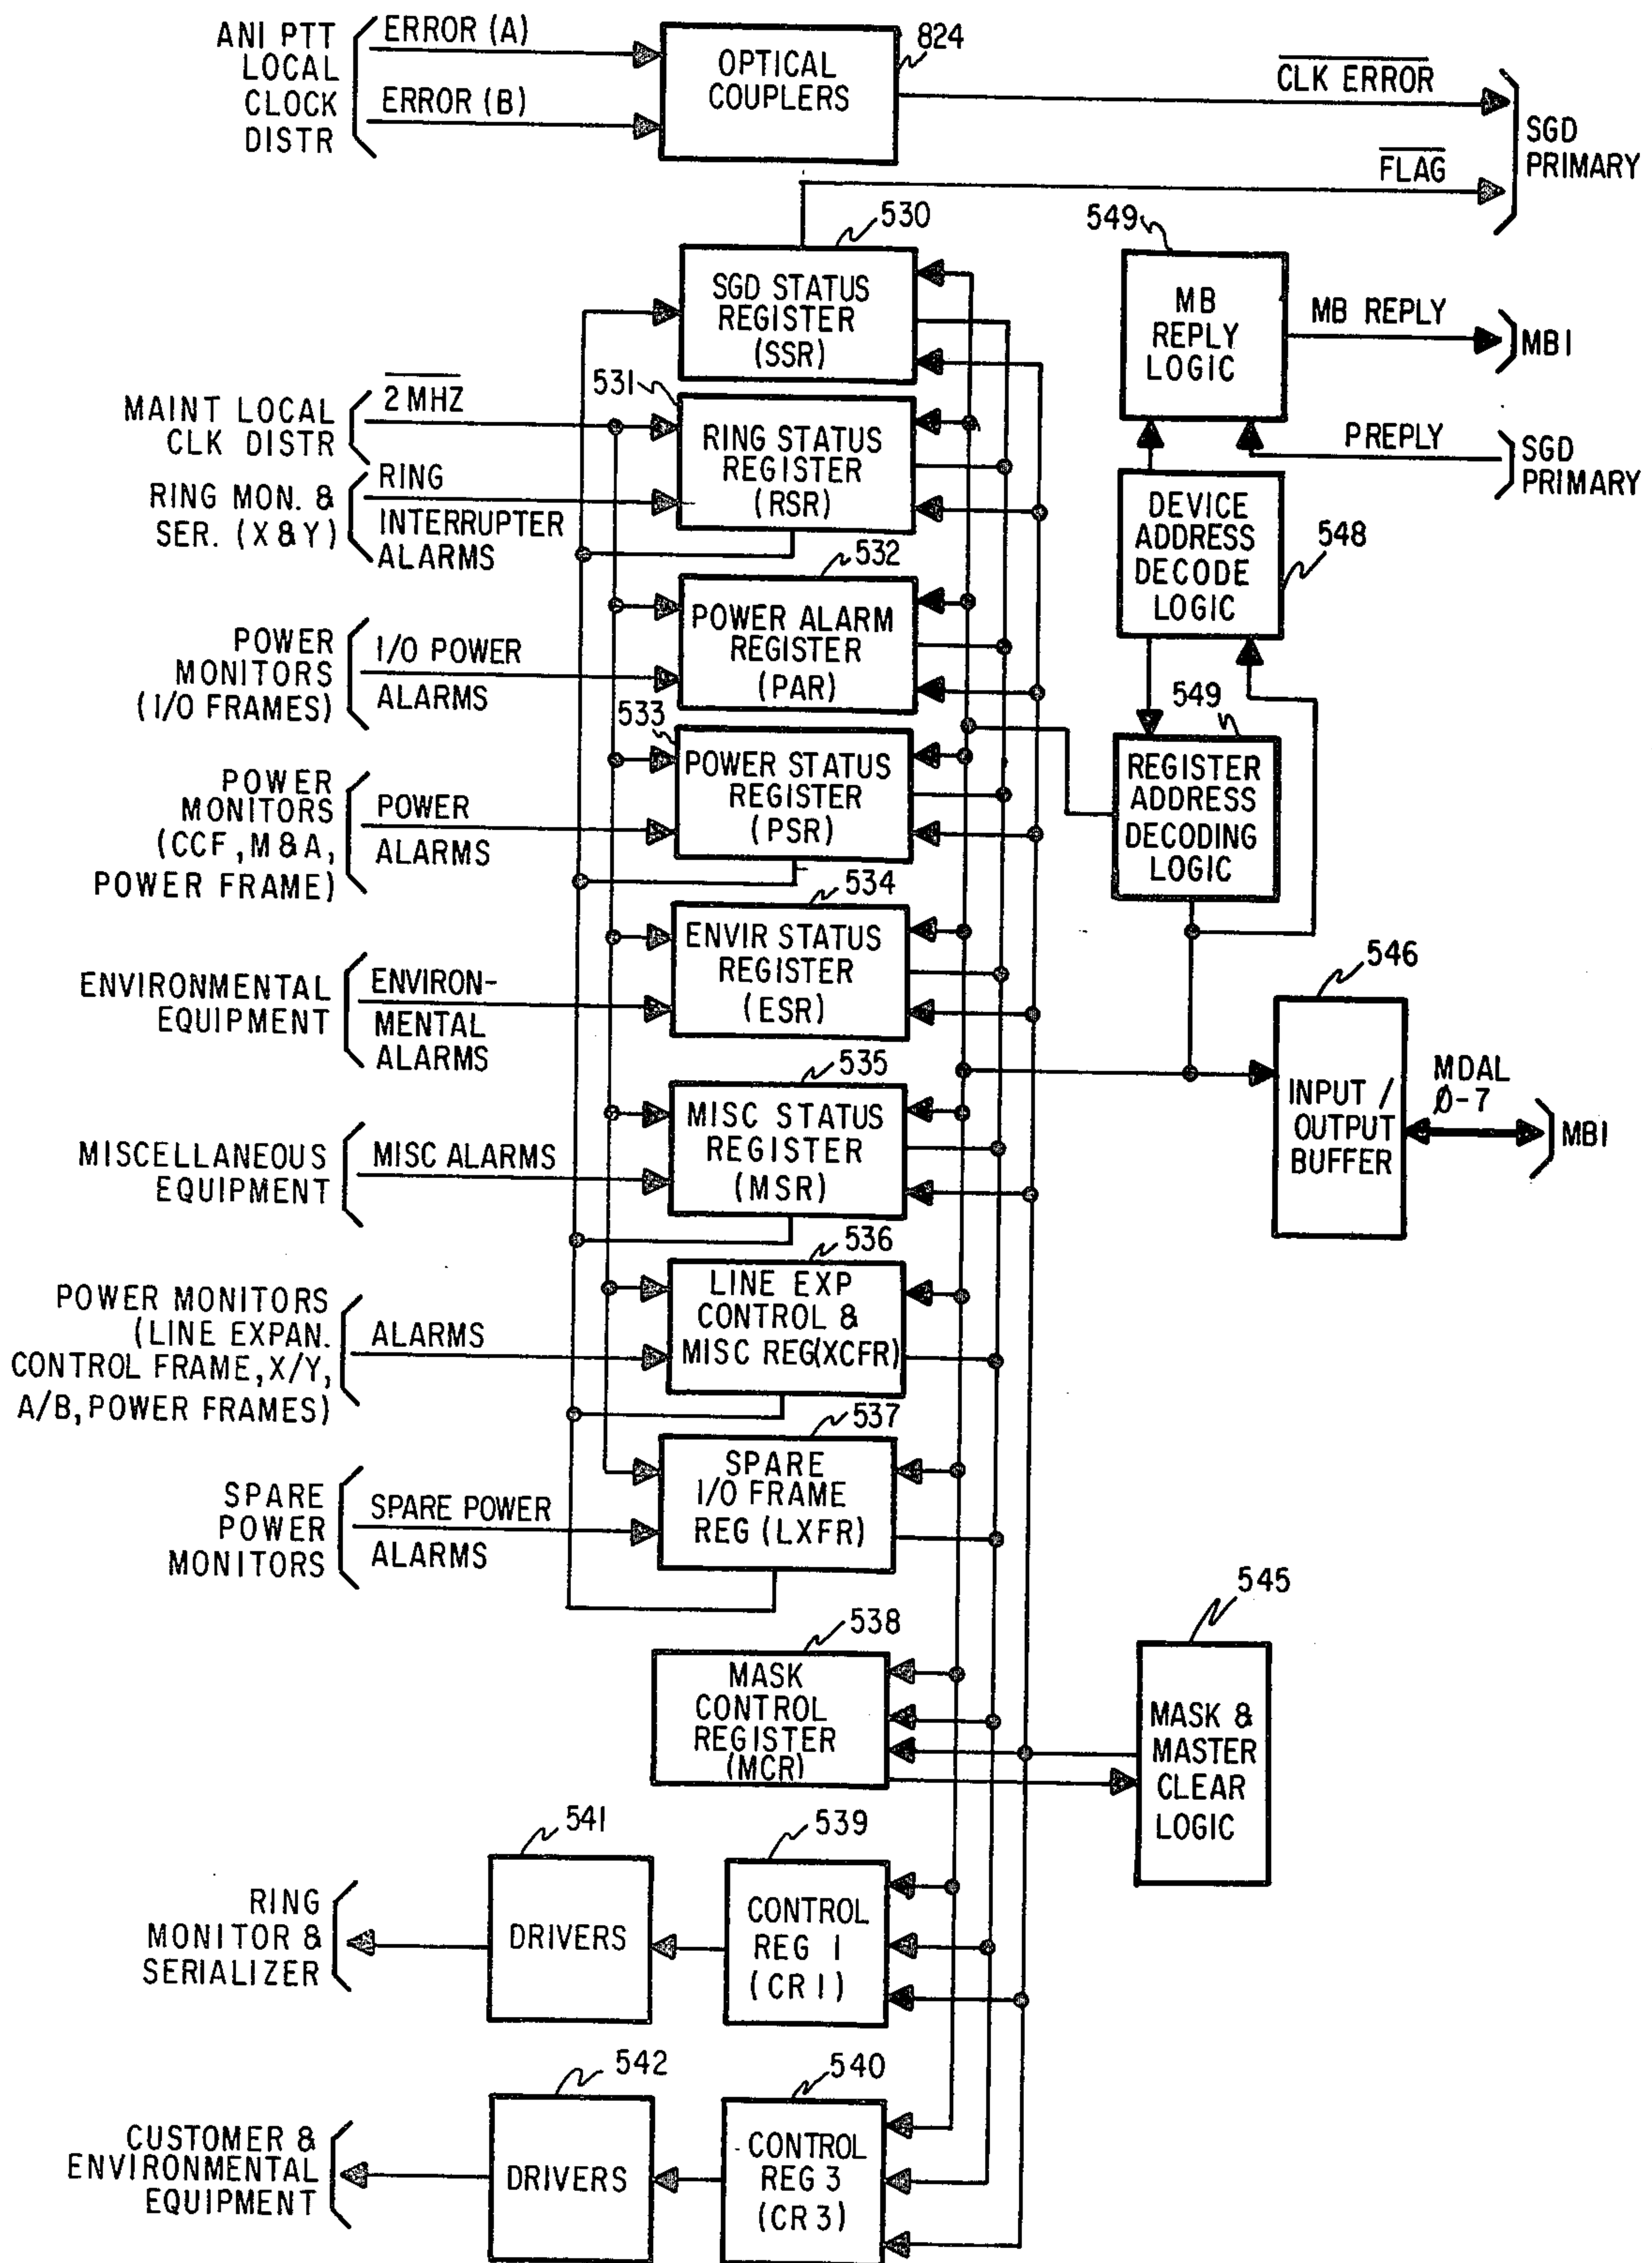 ANI PTT
LOCAL
CLOCK
DISTR
ERROR (A)
ERROR (B)
OPTICAL
COUPLERS
824
CLK ERROR
FLAG
SGD
PRIMARY
530
SGD STATUS
REGISTER
(SSR)
549
MB
REPLY
LOGIC
MB REPLY
MBI
PREPLY
SGD
PRIMARY
MAINT LOCAL
CLK DISTR
2 MHZ
531
RING STATUS
REGISTER
(RSR)
RING MON. &
SER. (X & Y)
RING
INTERRUPTER
ALARMS
DEVICE
ADDRESS
DECODE
LOGIC
548
532
POWER ALARM
REGISTER
(PAR)
POWER
MONITORS
(I/O FRAMES)
I/O POWER
ALARMS
533
POWER STATUS
REGISTER
(PSR)
POWER
MONITORS
(CCF, M & A,
POWER FRAME)
POWER
ALARMS
549
REGISTER
ADDRESS
DECODING
LOGIC
534
ENVIR STATUS
REGISTER
(ESR)
ENVIRONMENTAL
EQUIPMENT
ENVIRON-
MENTAL
ALARMS
546
INPUT /
OUTPUT
BUFFER
MDAL
Ø-7
MBI
535
MISC STATUS
REGISTER
(MSR)
MISCELLANEOUS
EQUIPMENT
MISC ALARMS
536
LINE EXP
CONTROL &
MISC REG(XCFR)
POWER MONITORS
(LINE EXPAN.
CONTROL FRAME, X/Y,
A/B, POWER FRAMES)
ALARMS
537
SPARE
I/O FRAME
REG (LXFR)
SPARE
POWER
MONITORS
SPARE POWER
ALARMS
538
MASK
CONTROL
REGISTER
(MCR)
545
MASK &
MASTER
CLEAR
LOGIC
541
DRIVERS
539
CONTROL
REG 1
(CR 1)
RING
MONITOR &
SERIALIZER
542
DRIVERS
540
CONTROL
REG 3
(CR 3)
CUSTOMER &
ENVIRONMENTAL
EQUIPMENT